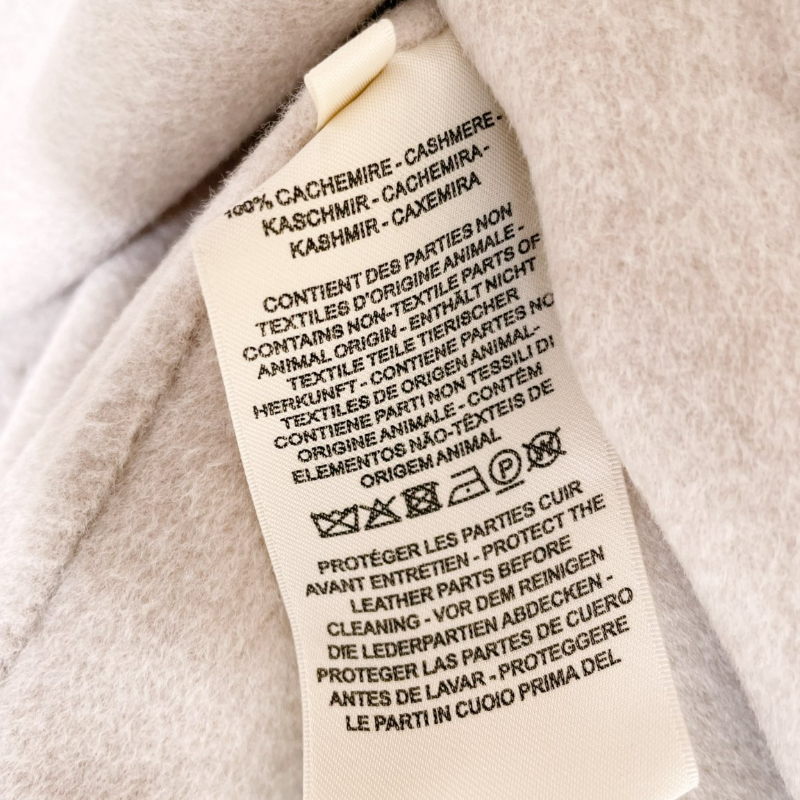 100% CACHEMIRE - CASHMERE -
KASCHMIR - CACHEMIRA -
KASHMIR - CAXEMIRA
CONTIENT DES PARTIES NON
TEXTILES D'ORIGINE ANIMALE -
CONTAINS NON-TEXTILE PARTS OF
ANIMAL ORIGIN - ENTHÄLT NICHT
TEXTILE TEILE TIERISCHER
HERKUNFT - CONTIENE PARTES NO
TEXTILES DE ORIGEN ANIMAL-
CONTIENE PARTI NON TESSILI DI
ORIGINE ANIMALE - CONTÉM
ELEMENTOS NÃO-TÊXTEIS DE
ORIGEM ANIMAL
P W
PROTÉGER LES PARTIES CUIR
AVANT ENTRETIEN - PROTECT THE
LEATHER PARTS BEFORE
CLEANING - VOR DEM REINIGEN
DIE LEDERPARTIEN ABDECKEN -
PROTEGER LAS PARTES DE CUERO
ANTES DE LAVAR - PROTEGGERE
LE PARTI IN CUOIO PRIMA DEL